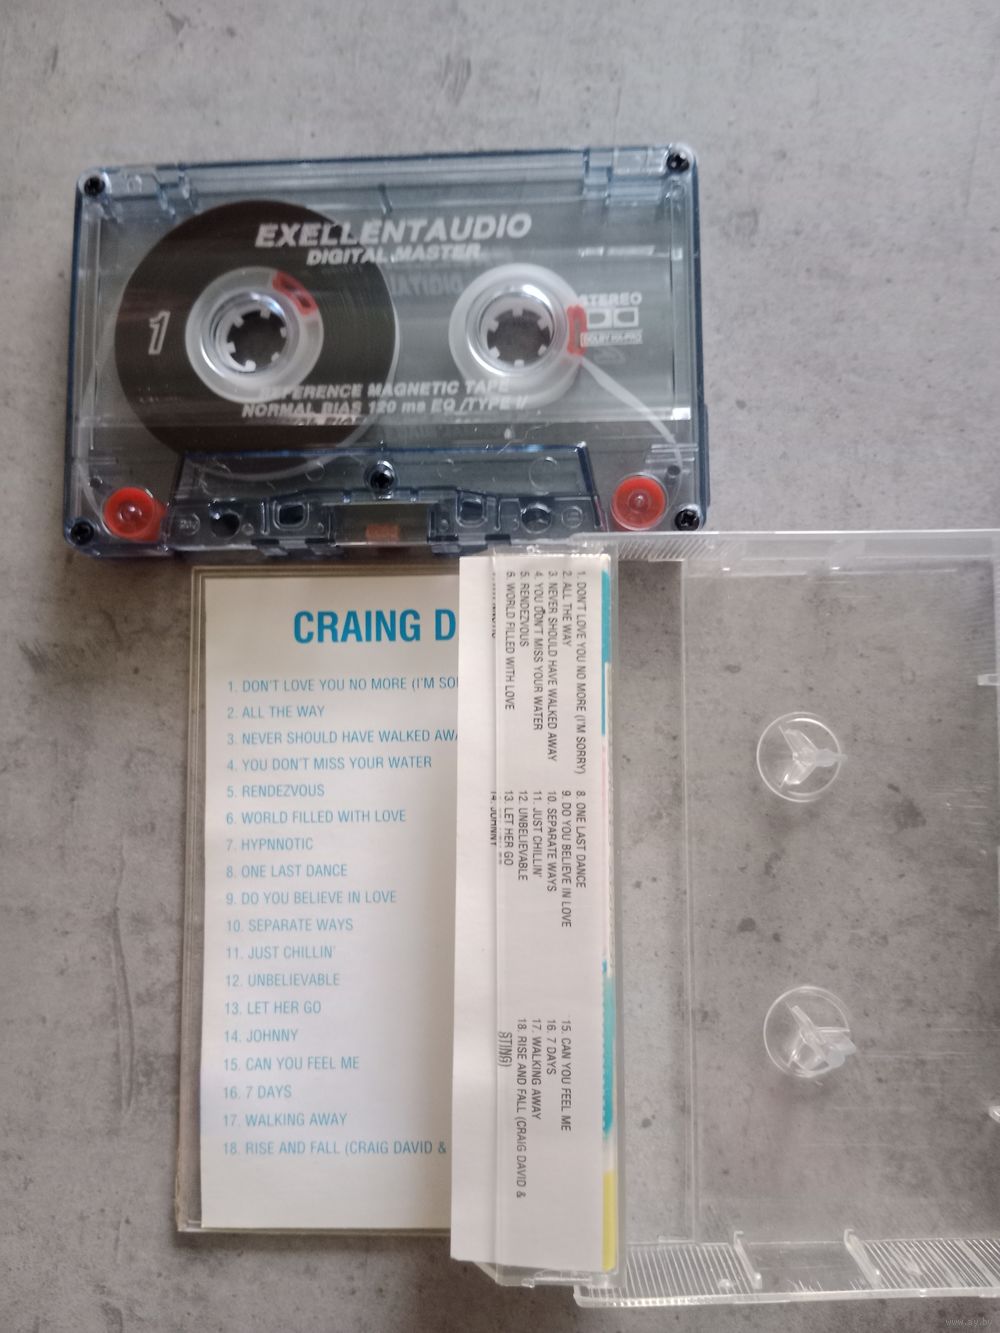 EXELLENTAUDIO
DIGITAL MASTER
1
STEREO
REFERENCE MAGNETIC TAPE
NORMAL BIAS 120 ms EQ /TYPE I/
CRAING D
1. DON'T LOVE YOU NO MORE (I'M SO
2. ALL THE WAY
3. NEVER SHOULD HAVE WALKED AWA
4. YOU DON'T MISS YOUR WATER
5. RENDEZVOUS
6. WORLD FILLED WITH LOVE
7. HYPNNOTIC
8. ONE LAST DANCE
9. DO YOU BELIEVE IN LOVE
10. SEPARATE WAYS
11. JUST CHILLIN'
12. UNBELIEVABLE
13. LET HER GO
14. JOHNNY
15. CAN YOU FEEL ME
16. 7 DAYS
17. WALKING AWAY
18. RISE AND FALL (CRAIG DAVID &
1. DON'T LOVE YOU NO MORE (I'M SORRY)
2. ALL THE WAY
3. NEVER SHOULD HAVE WALKED AWAY
4. YOU DON'T MISS YOUR WATER
5. RENDEZVOUS
6. WORLD FILLED WITH LOVE
8. ONE LAST DANCE
9. DO YOU BELIEVE IN LOVE
10. SEPARATE WAYS
11. JUST CHILLIN'
12. UNBELIEVABLE
13. LET HER GO
14. JOHNNY
15. CAN YOU FEEL ME
16. 7 DAYS
17. WALKING AWAY
18. RISE AND FALL (CRAIG DAVID &
STING)
www.ay.by